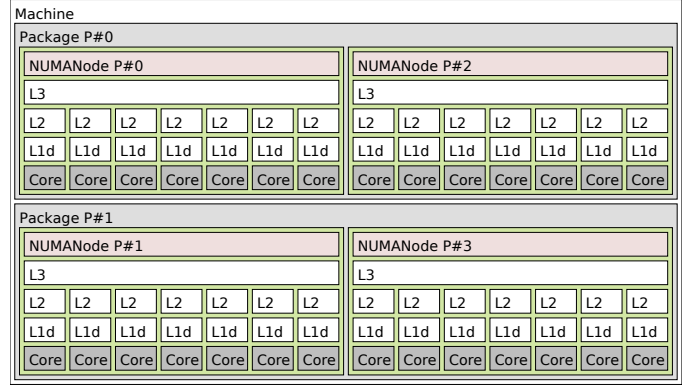 Machine
Package P#0
NUMANode P#0 NUMANode P#2
L3 L3
L2 L2 L2 L2 L2 L2 L2 L2 L2 L2 L2 L2 L2 L2
L1d L1d L1d L1d L1d L1d L1d L1d L1d L1d L1d L1d L1d L1d
Core Core Core Core Core Core Core Core Core Core Core Core Core Core
Package P#1
NUMANode P#1 NUMANode P#3
L3 L3
L2 L2 L2 L2 L2 L2 L2 L2 L2 L2 L2 L2 L2 L2
L1d L1d L1d L1d L1d L1d L1d L1d L1d L1d L1d L1d L1d L1d
Core Core Core Core Core Core Core Core Core Core Core Core Core Core